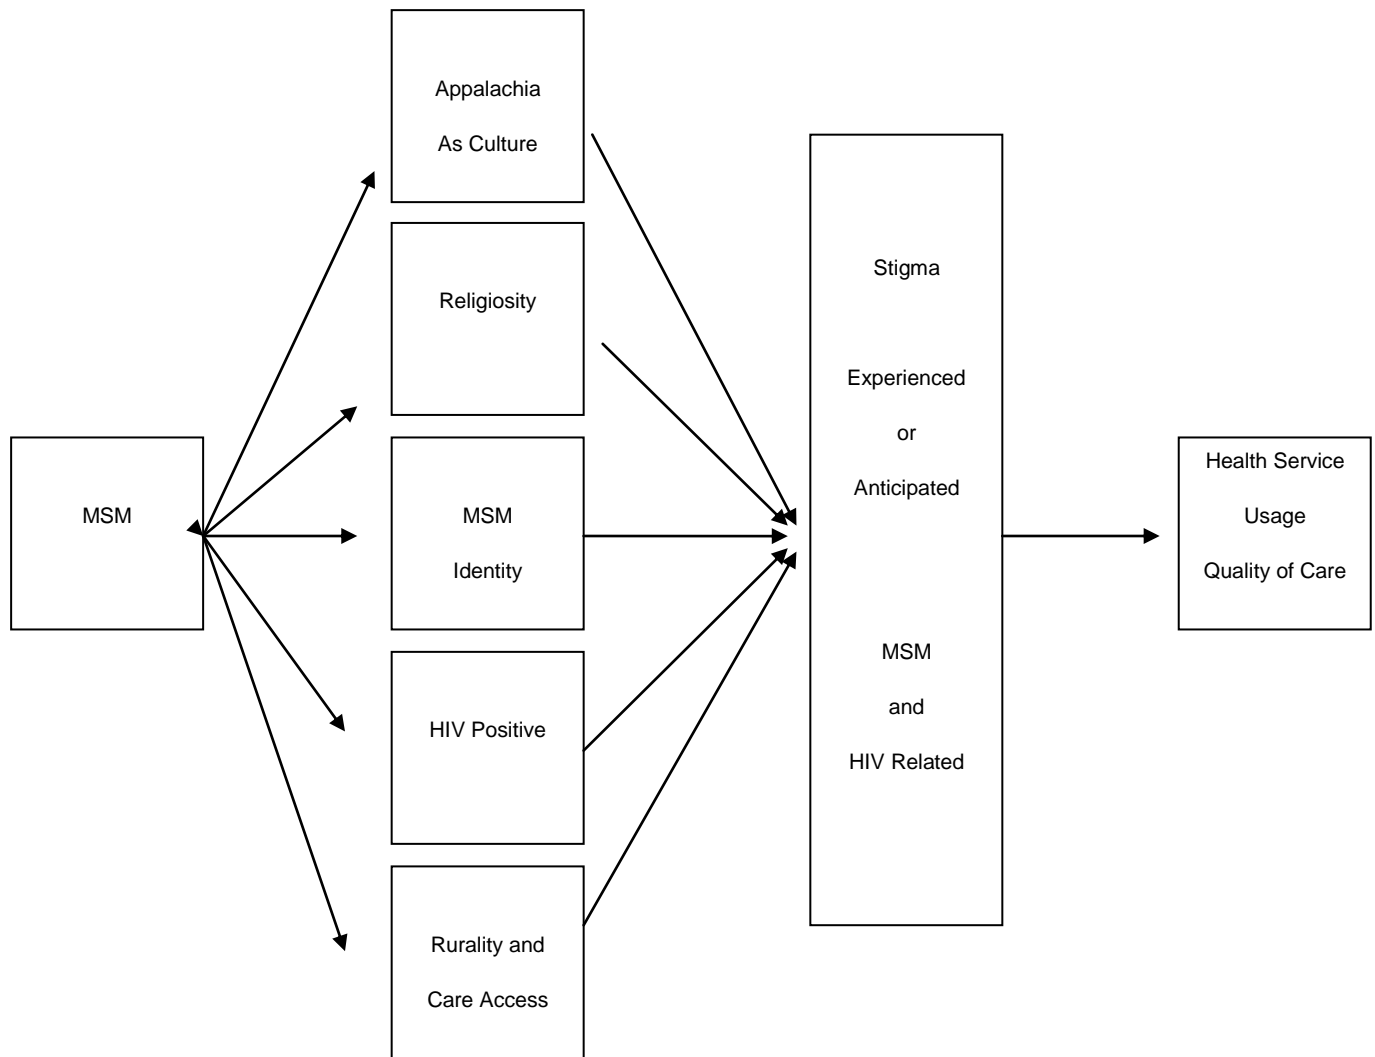 MSM
Appalachia
As Culture
Religiosity
MSM
Identity
HIV Positive
Rurality and
Care Access
Stigma
Experienced
or
Anticipated
MSM
and
HIV Related
Health Service
Usage
Quality of Care